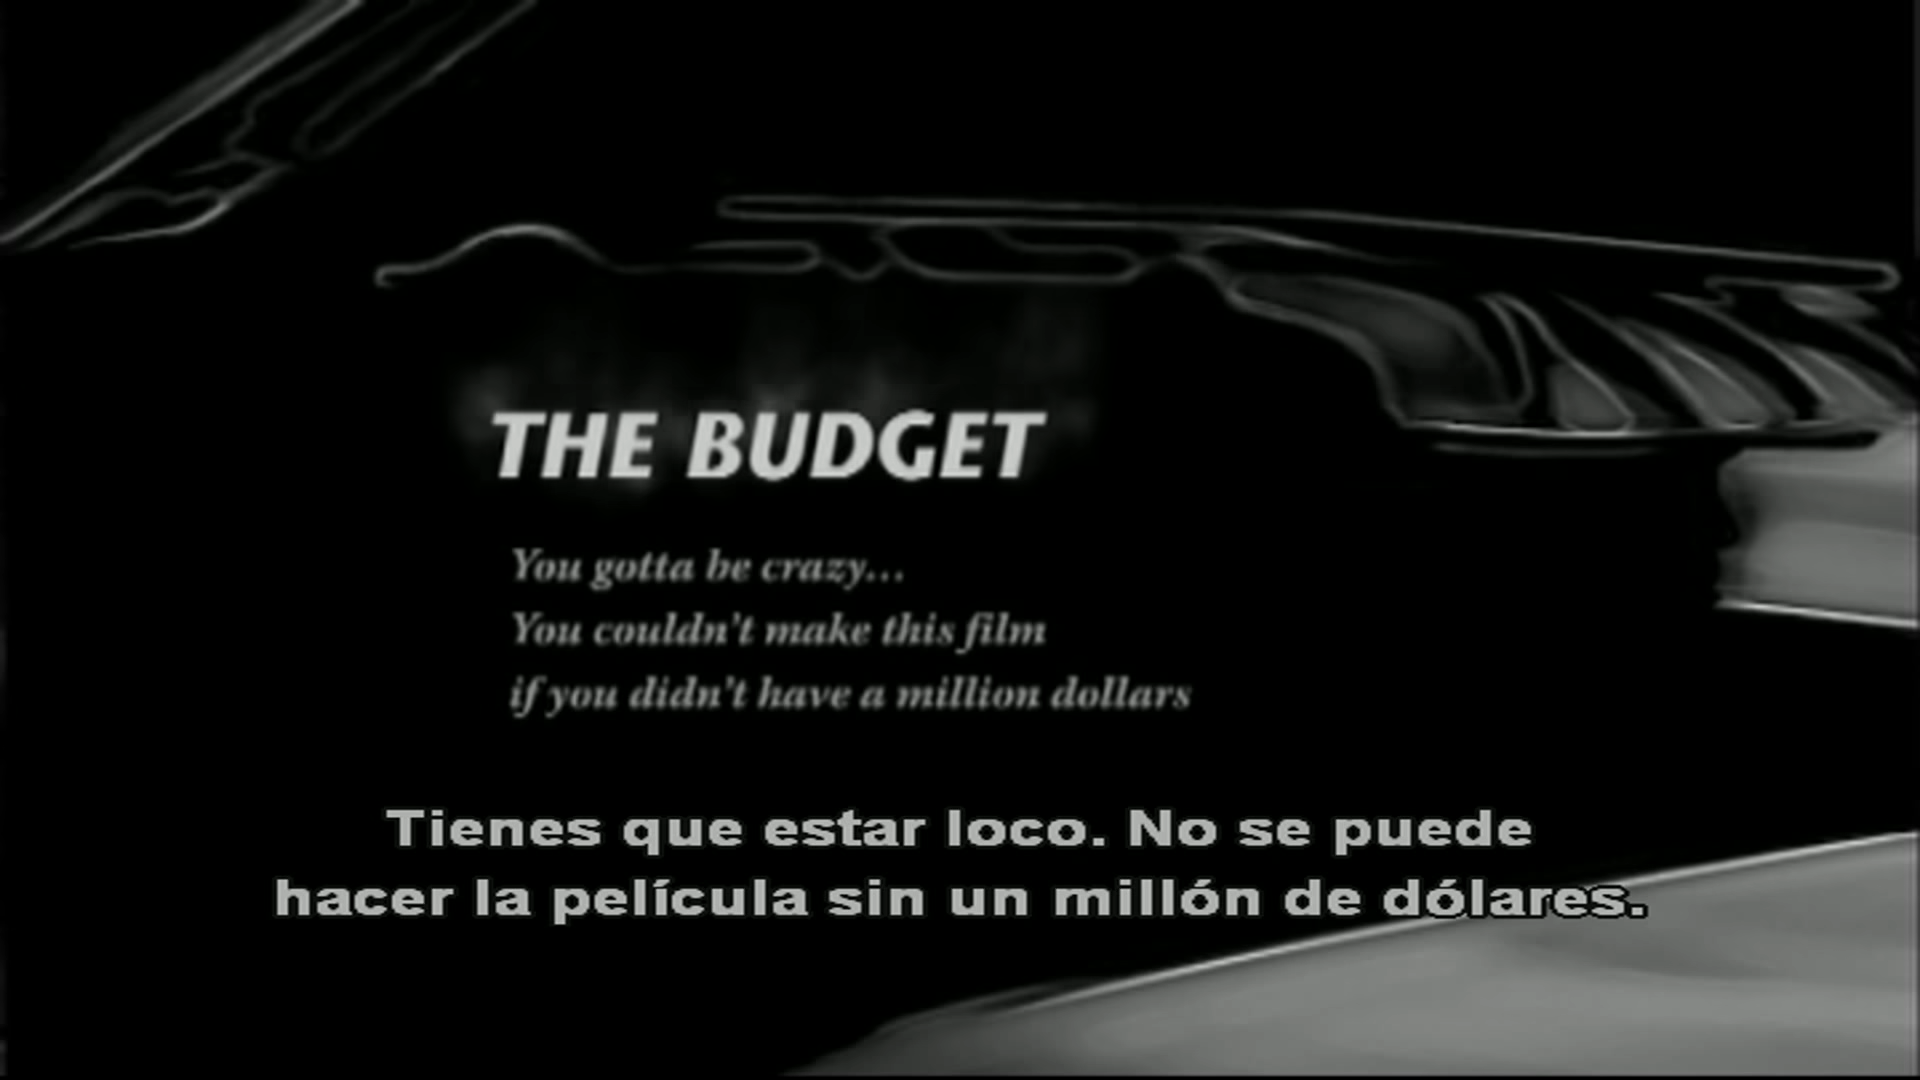 THE BUDGET
You gotta be crazy...
You couldn't make this film
if you didn't have a million dollars
Tienes que estar loco. No se puede
hacer la película sin un millón de dólares.